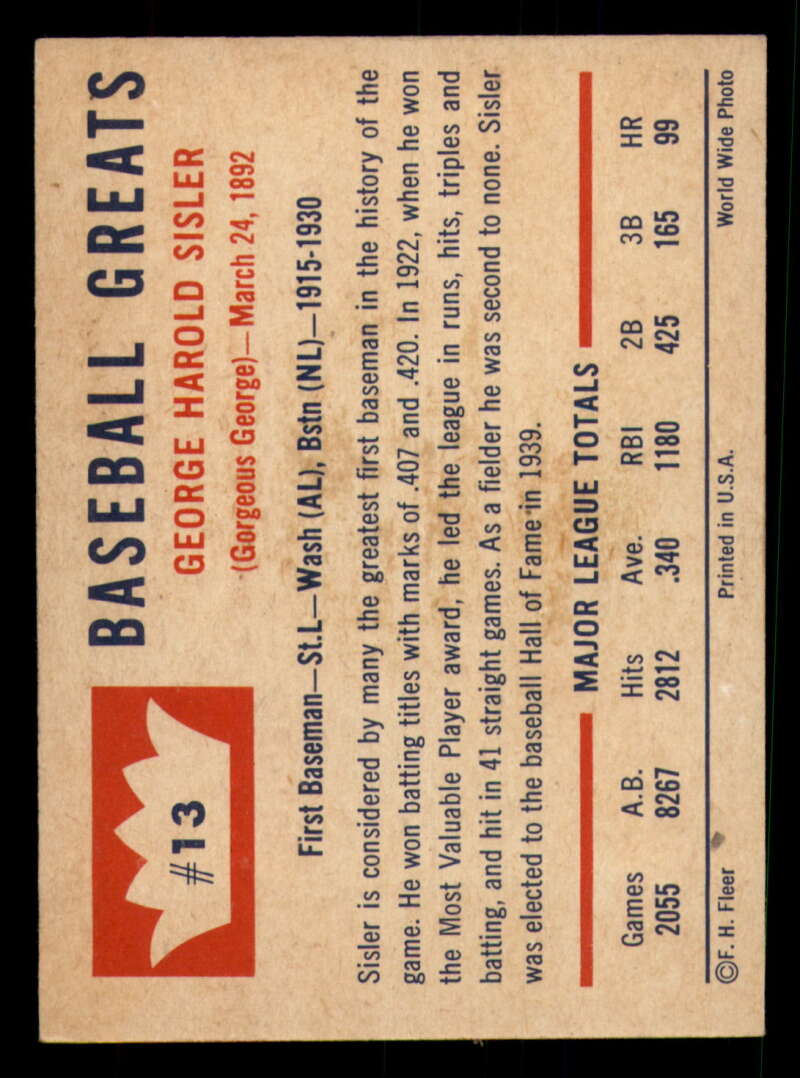 BASEBALL GREATS
#13
GEORGE HAROLD SISLER
(Gorgeous George)—March 24, 1892
First Baseman—St.L—Wash (AL), Bstn (NL)—1915-1930
Sisler is considered by many the greatest first baseman in the history of the
game. He won batting titles with marks of .407 and .420. In 1922, when he won
the Most Valuable Player award, he led the league in runs, hits, triples and
batting, and hit in 41 straight games. As a fielder he was second to none. Sisler
was elected to the baseball Hall of Fame in 1939.
MAJOR LEAGUE TOTALS
Games A.B. Hits Ave. RBI 2B 3B HR
2055 8267 2812 .340 1180 425 165 99
©F. H. Fleer Printed in U.S.A. World Wide Photo